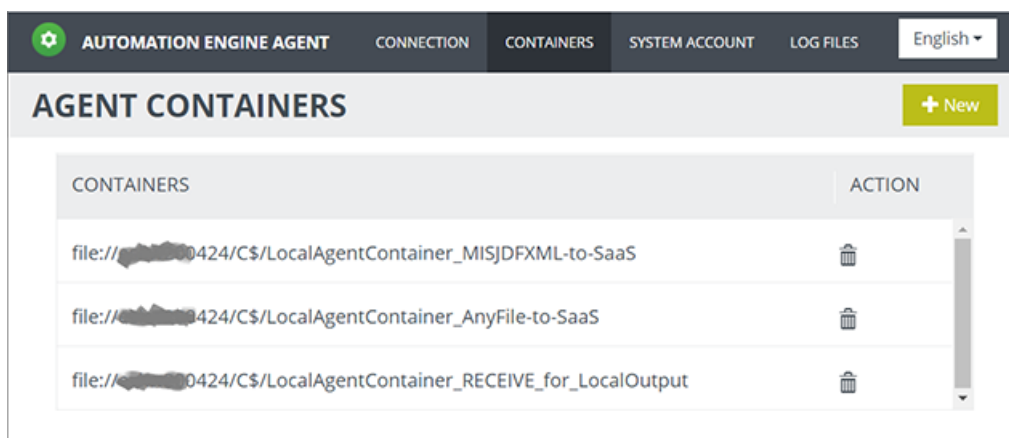 AUTOMATION ENGINE AGENT CONNECTION CONTAINERS SYSTEM ACCOUNT LOG FILES English
AGENT CONTAINERS + New
CONTAINERS ACTION
file:// 0424/C$/LocalAgentContainer_MISJDFXML-to-SaaS
file:// 424/C$/LocalAgentContainer_AnyFile-to-SaaS
file:// 0424/C$/LocalAgentContainer_RECEIVE_for_LocalOutput